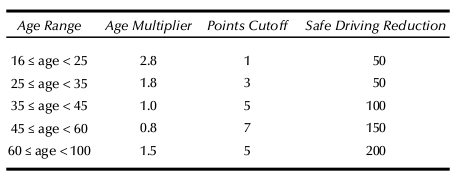 Age Range Age Multiplier Points Cutoff Safe Driving Reduction
16 ≤ age < 25 2.8 1 50
25 ≤ age < 35 1.8 3 50
35 ≤ age < 45 1.0 5 100
45 ≤ age < 60 0.8 7 150
60 ≤ age < 100 1.5 5 200